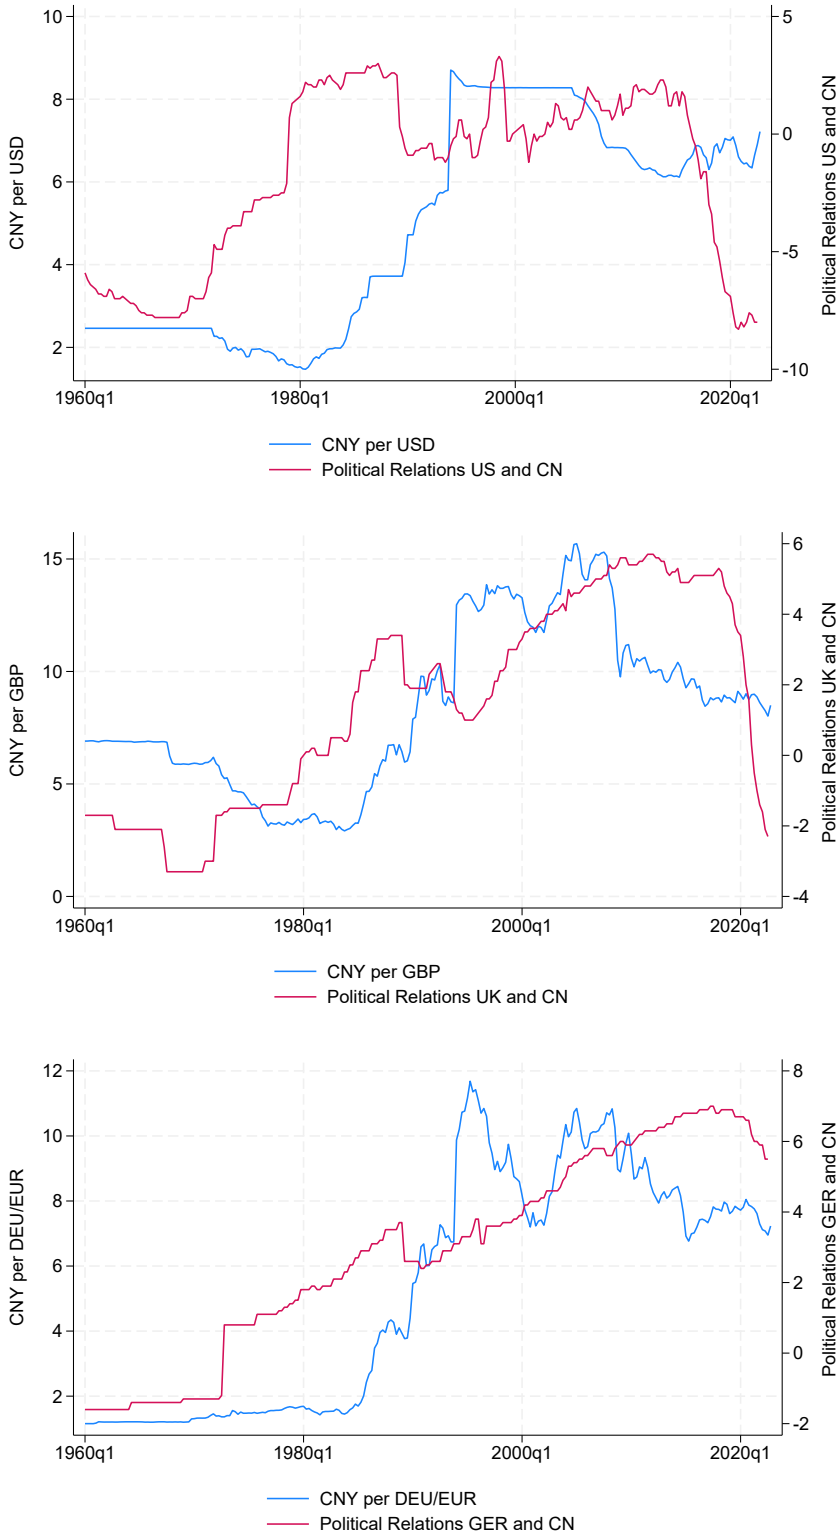 10
8
6
4
2
CNY per USD
5
0
-5
-10
Political Relations US and CN
1960q1 1980q1 2000q1 2020q1
CNY per USD
Political Relations US and CN
15
10
5
0
CNY per GBP
6
4
2
0
-2
-4
Political Relations UK and CN
1960q1 1980q1 2000q1 2020q1
CNY per GBP
Political Relations UK and CN
12
10
8
6
4
2
CNY per DEU/EUR
8
6
4
2
0
-2
Political Relations GER and CN
1960q1 1980q1 2000q1 2020q1
CNY per DEU/EUR
Political Relations GER and CN